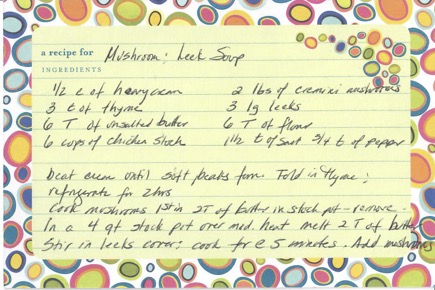 a recipe for Mushroom : Leek Soup
INGREDIENTS
1/2 c of heavy cream 2 lbs of cremini mushrooms
3 t of thyme 3 lg leeks
6 T of unsalted butter 6 T of flour
6 cups of chicken stock 1 1/2 t of salt 3/4 t of pepper
beat cream until soft peaks form. Fold in thyme :
refrigerate for 2 hrs
Cook mushrooms 1st in 2T of butter in stock pot - remove.
In a 4 qt stock pot over med. heat melt 2 T of butter
Stir in leeks cover : cook for 5 minutes. Add mushrooms